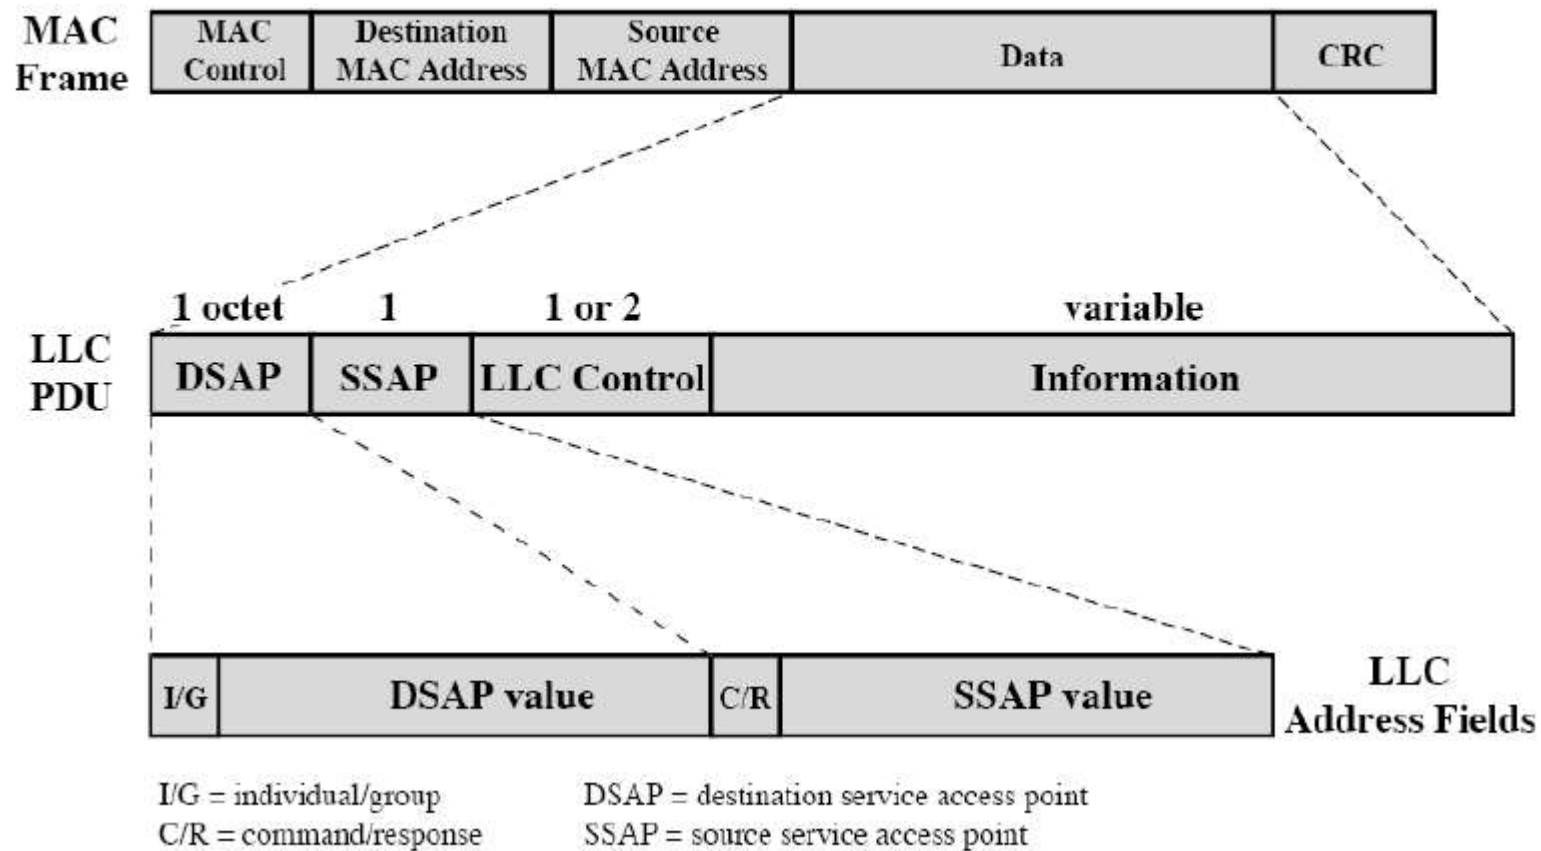 MAC Frame
MAC Control
Destination MAC Address
Source MAC Address
Data
CRC
1 octet
1
1 or 2
variable
LLC PDU
DSAP
SSAP
LLC Control
Information
I/G
DSAP value
C/R
SSAP value
LLC Address Fields
I/G = individual/group
DSAP = destination service access point
C/R = command/response
SSAP = source service access point